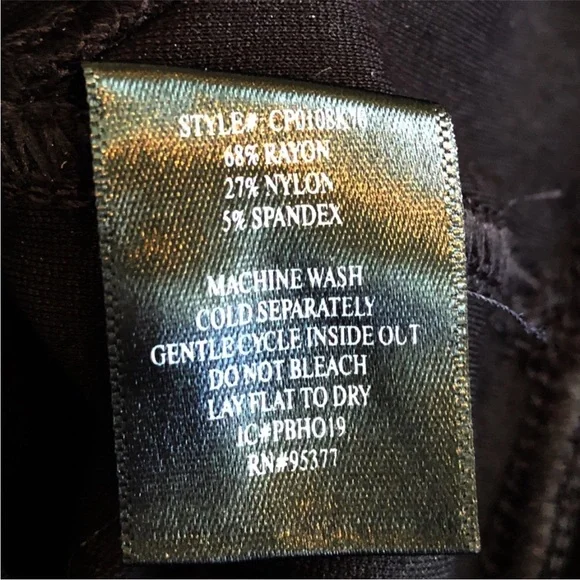 STYLE#
68% RAYON
27% NYLON
5% SPANDEX
MACHINE WASH
COLD SEPARATELY
GENTLE CYCLE INSIDE OUT
DO NOT BLEACH
LAY FLAT TO DRY
IC#PBHO19
RN#95377